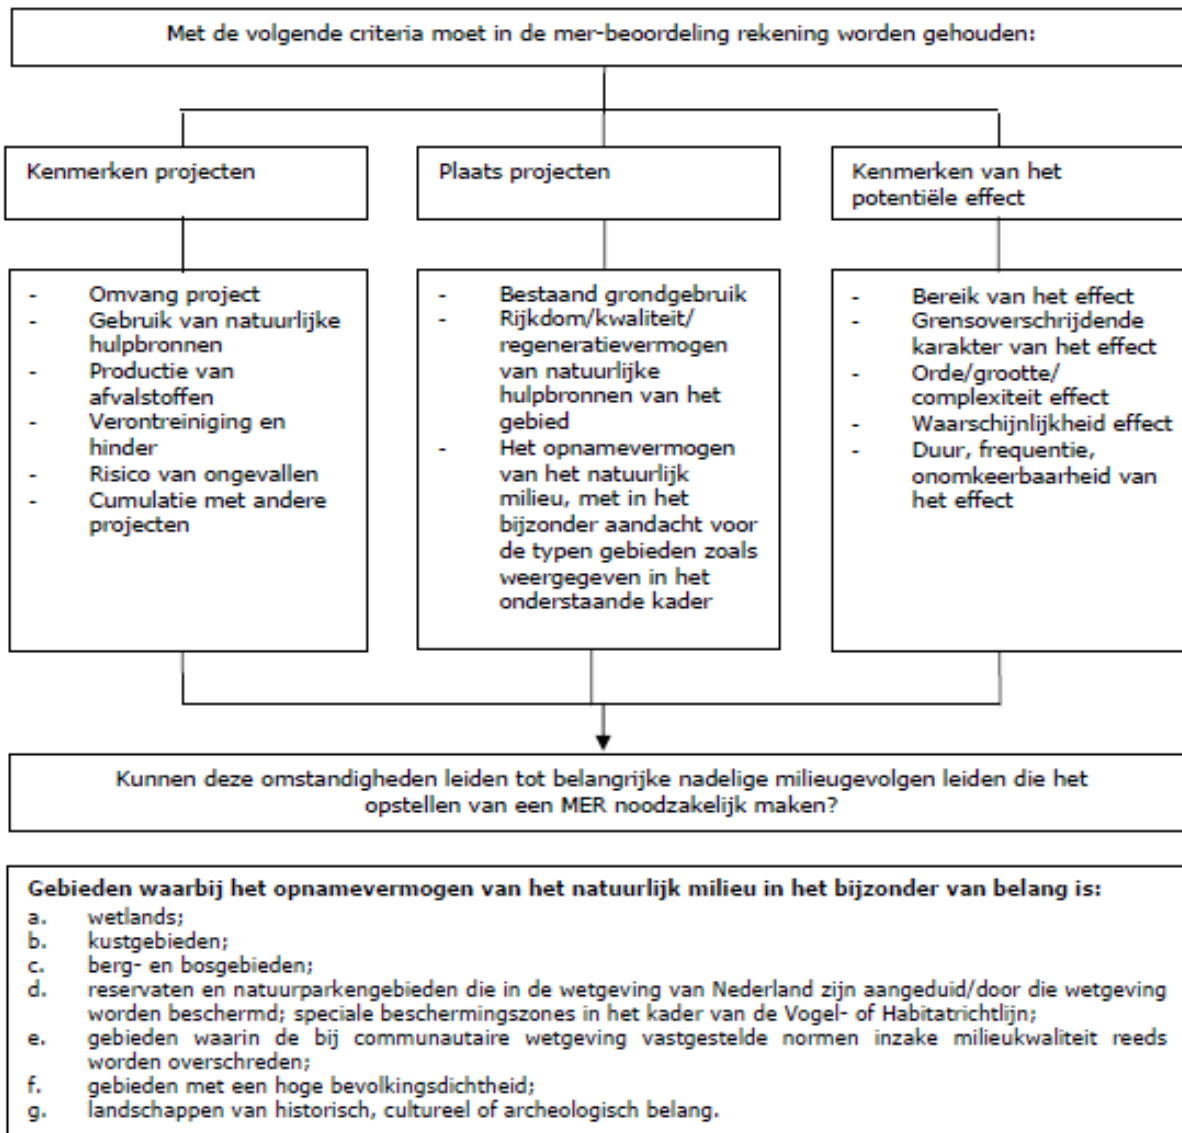 Met de volgende criteria moet in de mer-beoordeling rekening worden gehouden:
Kenmerken projecten
Plaats projecten
Kenmerken van het
potentiële effect
- Omvang project
- Gebruik van natuurlijke
hulpbronnen
- Productie van
afvalstoffen
- Verontreiniging en
hinder
- Risico van ongevallen
- Cumulatie met andere
projecten
- Bestaand grondgebruik
- Rijkdom/kwaliteit/
regeneratievermogen
van natuurlijke
hulpbronnen van het
gebied
- Het opnamevermogen
van het natuurlijk
milieu, met in het
bijzonder aandacht voor
de typen gebieden zoals
weergegeven in het
onderstaande kader
- Bereik van het effect
- Grensoverschrijdende
karakter van het effect
- Orde/grootte/
complexiteit effect
- Waarschijnlijkheid effect
- Duur, frequentie,
onomkeerbaarheid van
het effect
Kunnen deze omstandigheden leiden tot belangrijke nadelige milieugevolgen leiden die het
opstellen van een MER noodzakelijk maken?
Gebieden waarbij het opnamevermogen van het natuurlijk milieu in het bijzonder van belang is:
a. wetlands;
b. kustgebieden;
c. berg- en bosgebieden;
d. reservaten en natuurparkengebieden die in de wetgeving van Nederland zijn aangeduid/door die wetgeving
worden beschermd; speciale beschermingszones in het kader van de Vogel- of Habitatrichtlijn;
e. gebieden waarin de bij communautaire wetgeving vastgestelde normen inzake milieukwaliteit reeds
worden overschreden;
f. gebieden met een hoge bevolkingsdichtheid;
g. landschappen van historisch, cultureel of archeologisch belang.